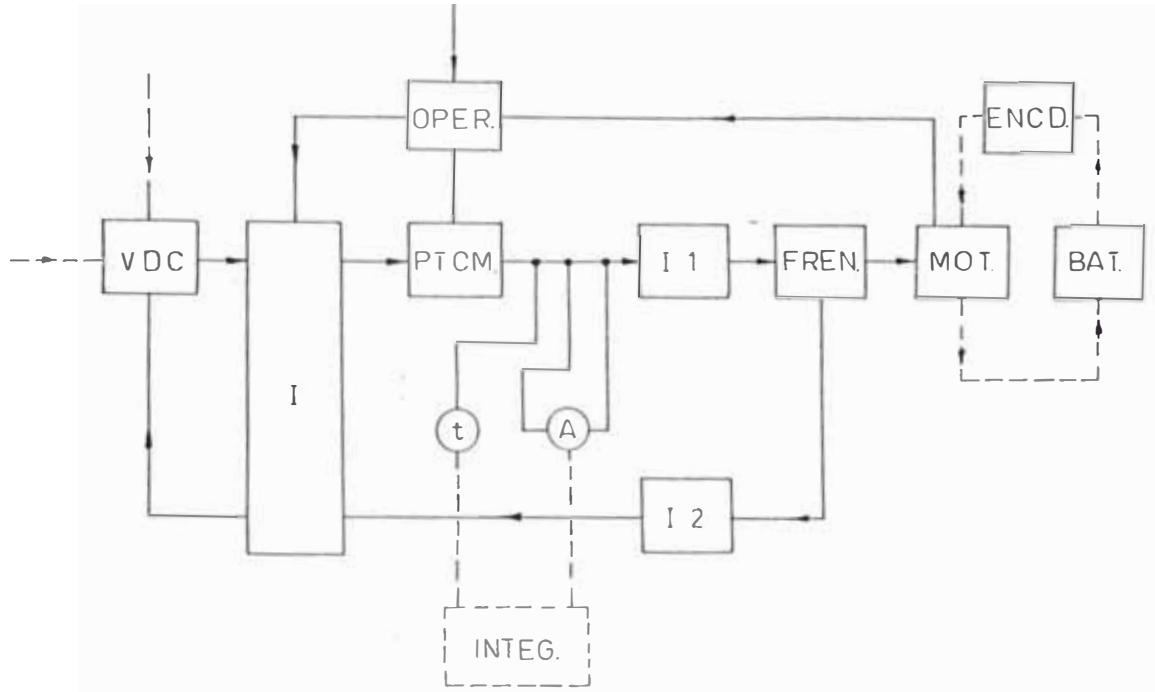 OPER.
ENCD.
VDC
PTCM.
I 1
FREN.
MOT.
BAT.
I
t
A
I 2
INTEG.